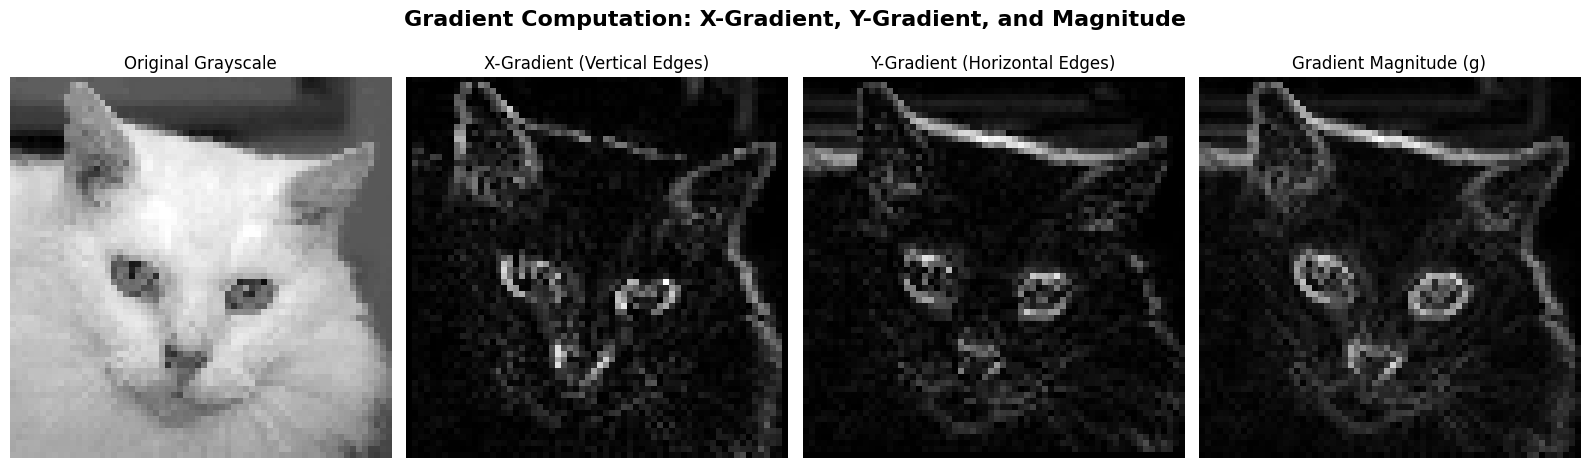 Gradient Computation: X-Gradient, Y-Gradient, and Magnitude
Original Grayscale
X-Gradient (Vertical Edges)
Y-Gradient (Horizontal Edges)
Gradient Magnitude (g)